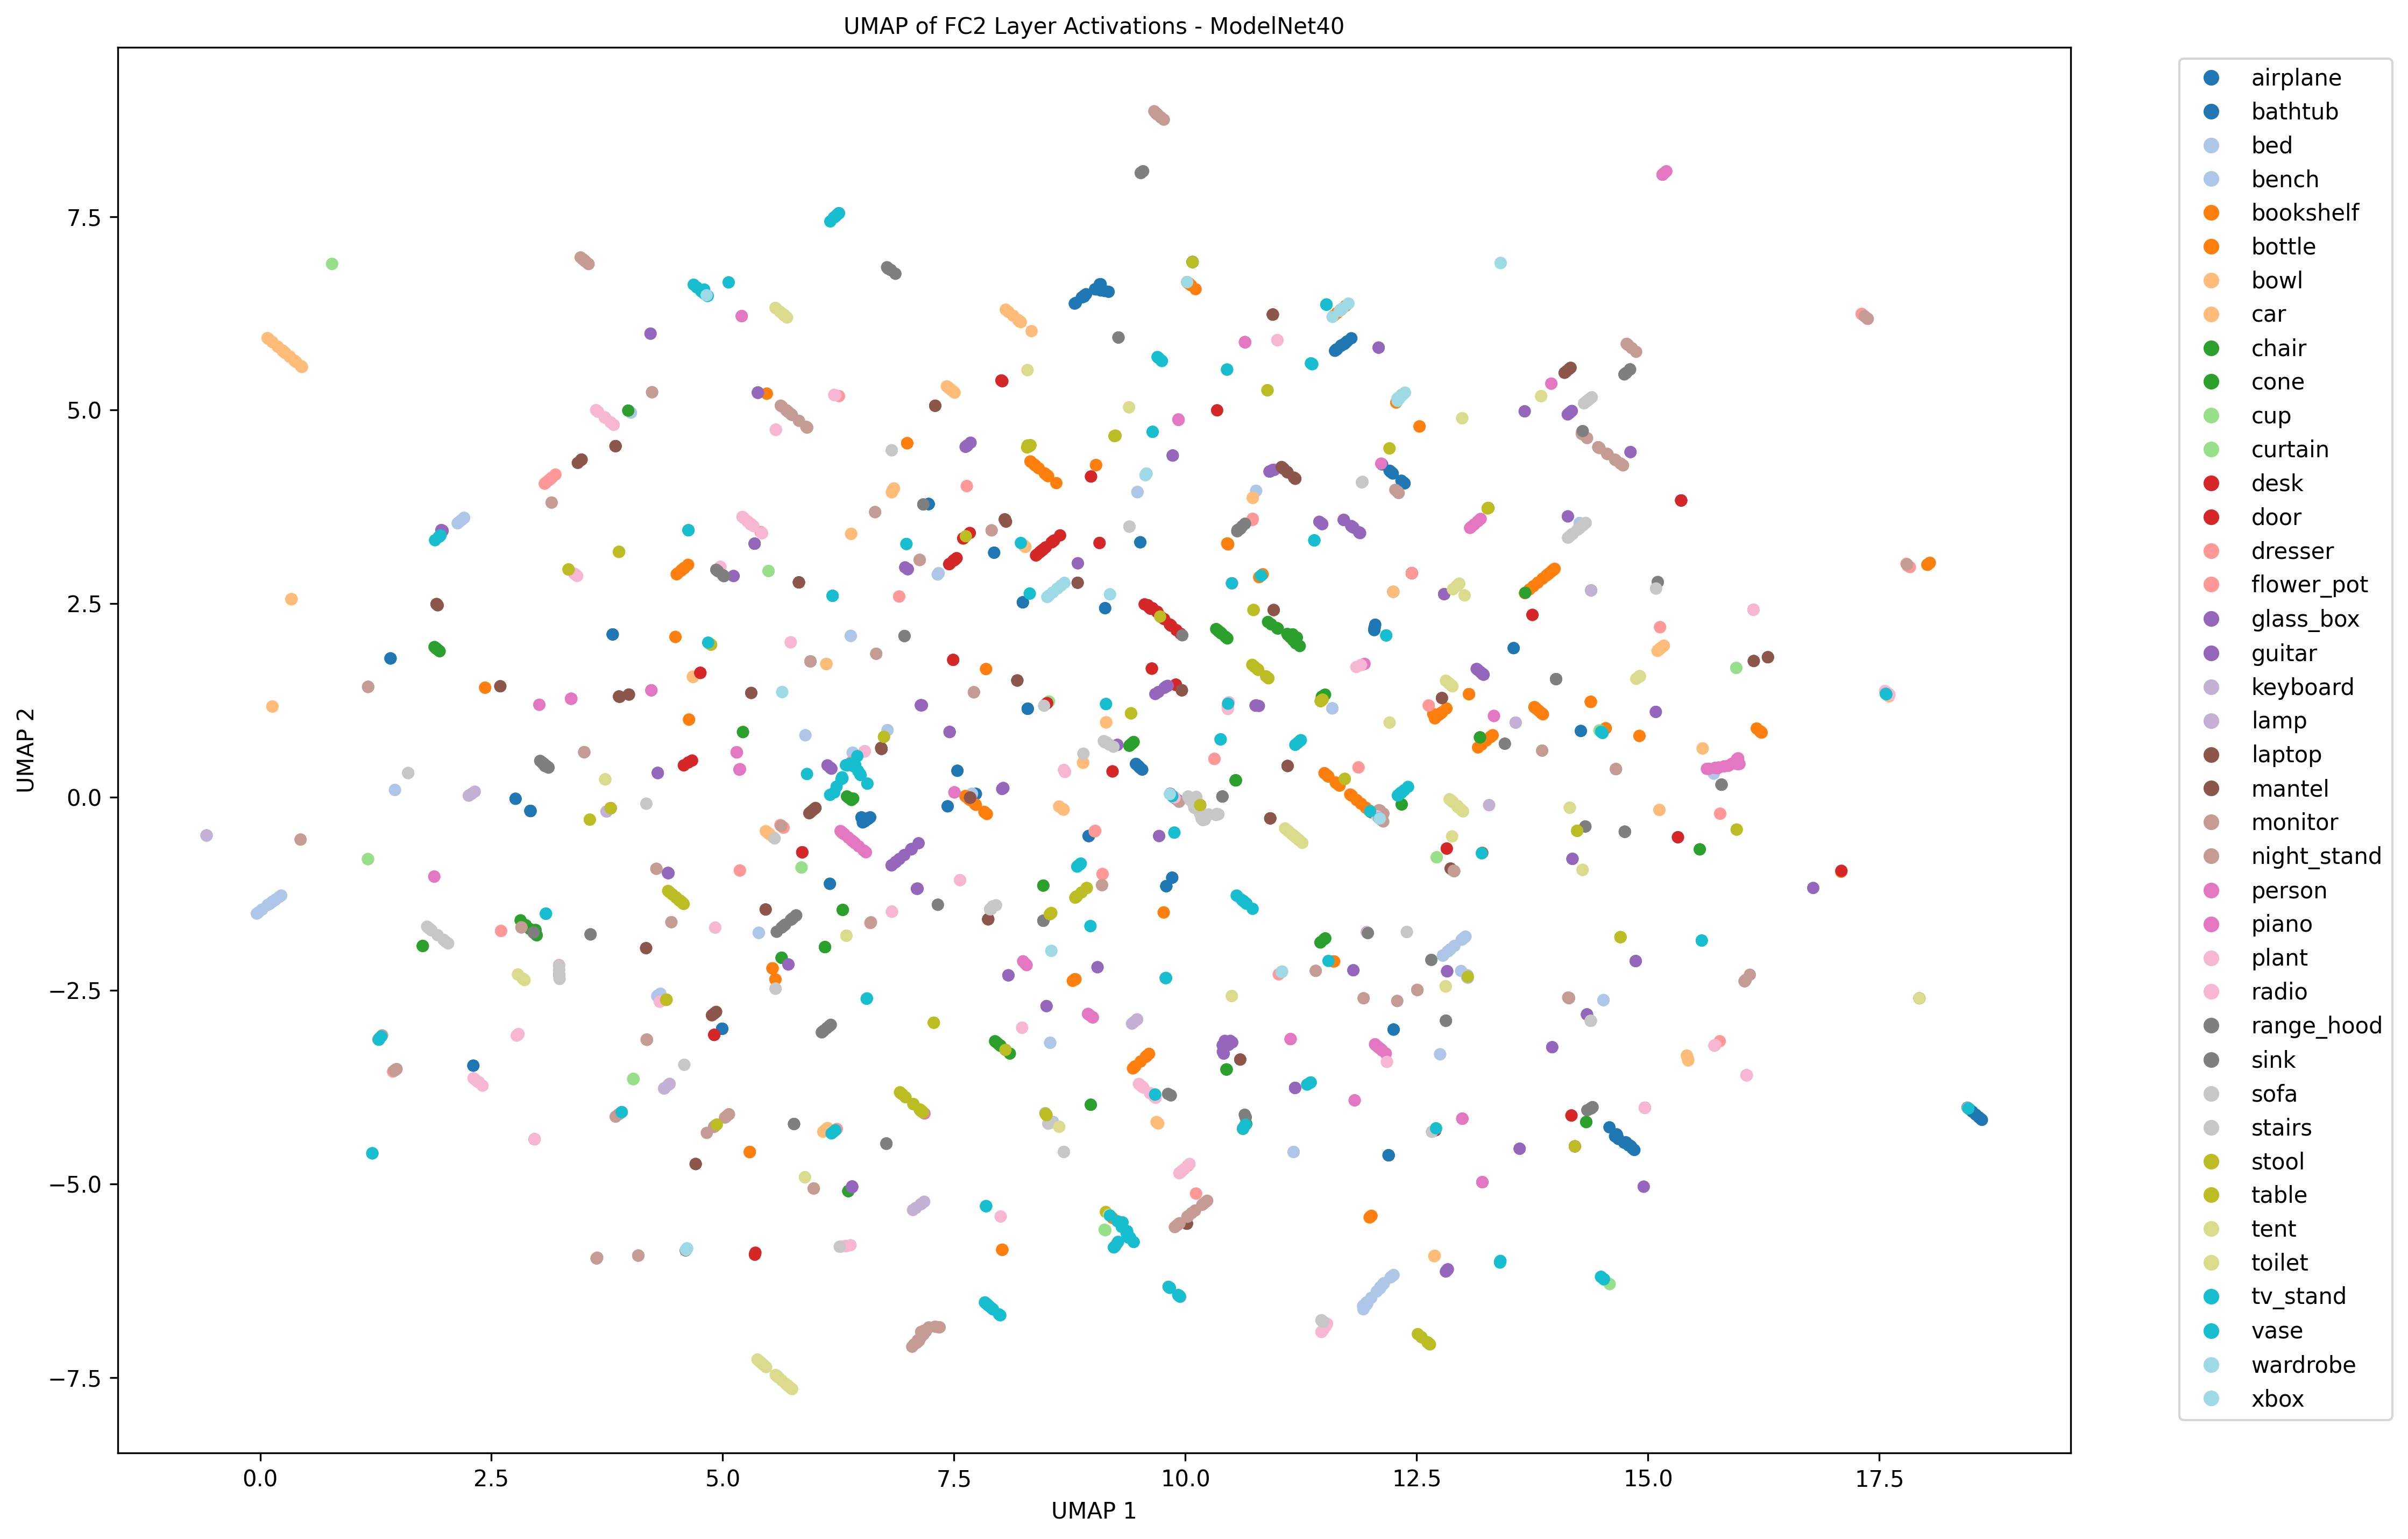 UMAP of FC2 Layer Activations - ModelNet40
UMAP 2
7.5
5.0
2.5
0.0
−2.5
−5.0
−7.5
0.0
2.5
5.0
7.5
10.0
12.5
15.0
17.5
UMAP 1
airplane
bathtub
bed
bench
bookshelf
bottle
bowl
car
chair
cone
cup
curtain
desk
door
dresser
flower_pot
glass_box
guitar
keyboard
lamp
laptop
mantel
monitor
night_stand
person
piano
plant
radio
range_hood
sink
sofa
stairs
stool
table
tent
toilet
tv_stand
vase
wardrobe
xbox